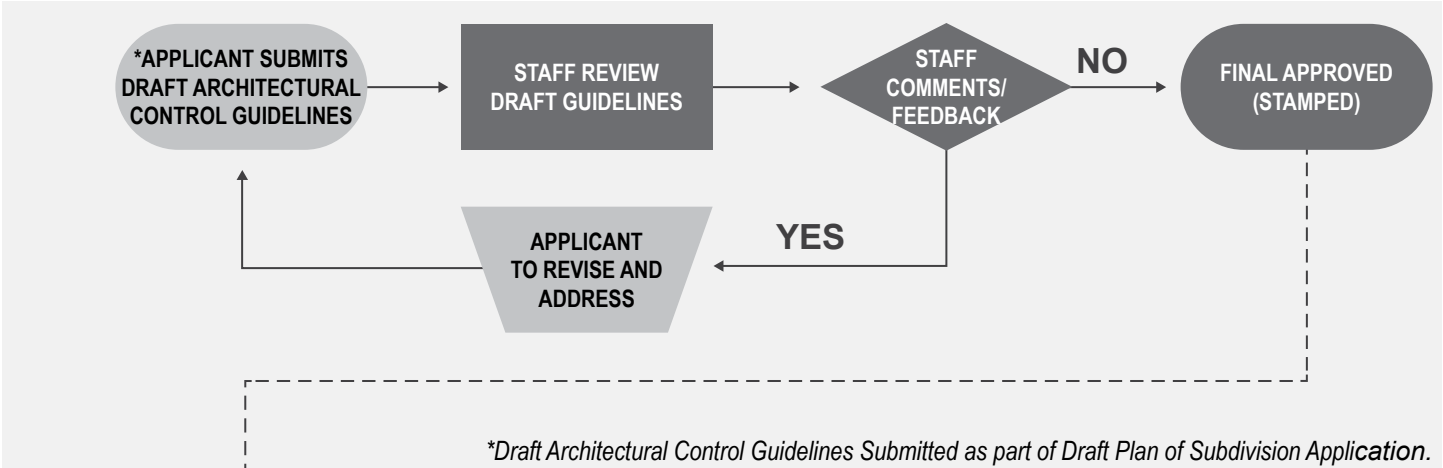 *APPLICANT SUBMITS
DRAFT ARCHITECTURAL
CONTROL GUIDELINES
STAFF REVIEW
DRAFT GUIDELINES
STAFF
COMMENTS/
FEEDBACK
NO
FINAL APPROVED
(STAMPED)
YES
APPLICANT
TO REVISE AND
ADDRESS
*Draft Architectural Control Guidelines Submitted as part of Draft Plan of Subdivision Application.